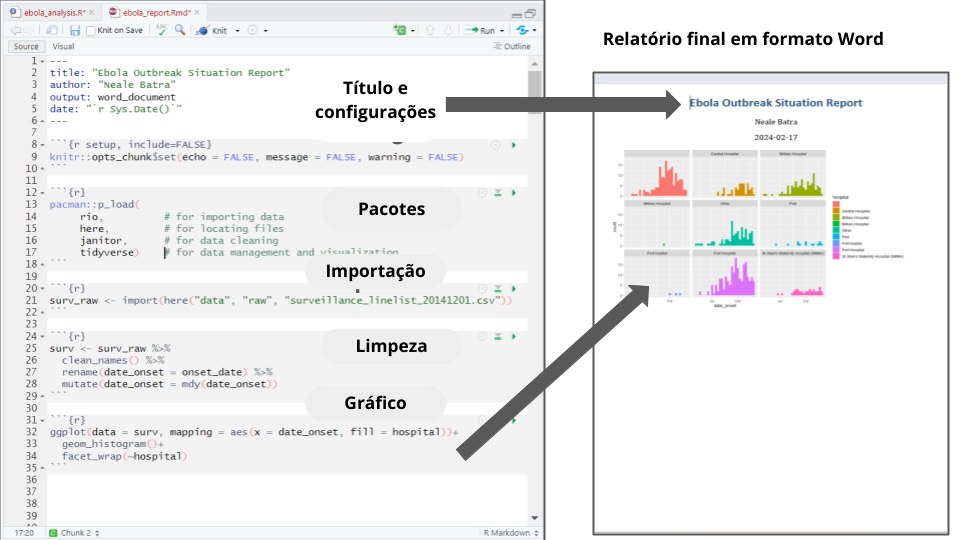 ebola_analysis.R* ebola_report.Rmd*
Knit on Save ABC Knit Run
Source Visual Outline
1 ---
2 title: "Ebola Outbreak Situation Report"
3 author: "Neale Batra"
4 output: word_document
5 date: "`r Sys.Date()`"
6 ---
7
8 ```{r setup, include=FALSE}
9 knitr::opts_chunk$set(echo = FALSE, message = FALSE, warning = FALSE)
10 ```
11
12 ```{r}
13 pacman::p_load(
14 rio, # for importing data
15 here, # for locating files
16 janitor, # for data cleaning
17 tidyverse) # for data management and visualization
18 ```
19
20 ```{r}
21 surv_raw <- import(here("data", "raw", "surveillance_linelist_20141201.csv"))
22 ```
23
24 ```{r}
25 surv <- surv_raw %>%
26 clean_names() %>%
27 rename(date_onset = onset_date) %>%
28 mutate(date_onset = mdy(date_onset))
29 ```
30
31 ```{r}
32 ggplot(data = surv, mapping = aes(x = date_onset, fill = hospital))+
33 geom_histogram()+
34 facet_wrap(~hospital)
35 ```
36
37
38
39
17:20 Chunk 2 R Markdown
Título e
configurações
Pacotes
Importação
Limpeza
Gráfico
Relatório final em formato Word
Ebola Outbreak Situation Report
Neale Batra
2024-02-17
Central Hospital Military Hospital
Military Hospital Other Port
Port Hospital Port Hospital St. Mark's Maternity Hospital (SMMH)
count
date_onset
hospital
Central Hospital
Military Hospital
Military Hospital
Other
Port
Port Hospital
Port Hospital
St. Mark's Maternity Hospital (SMMH)